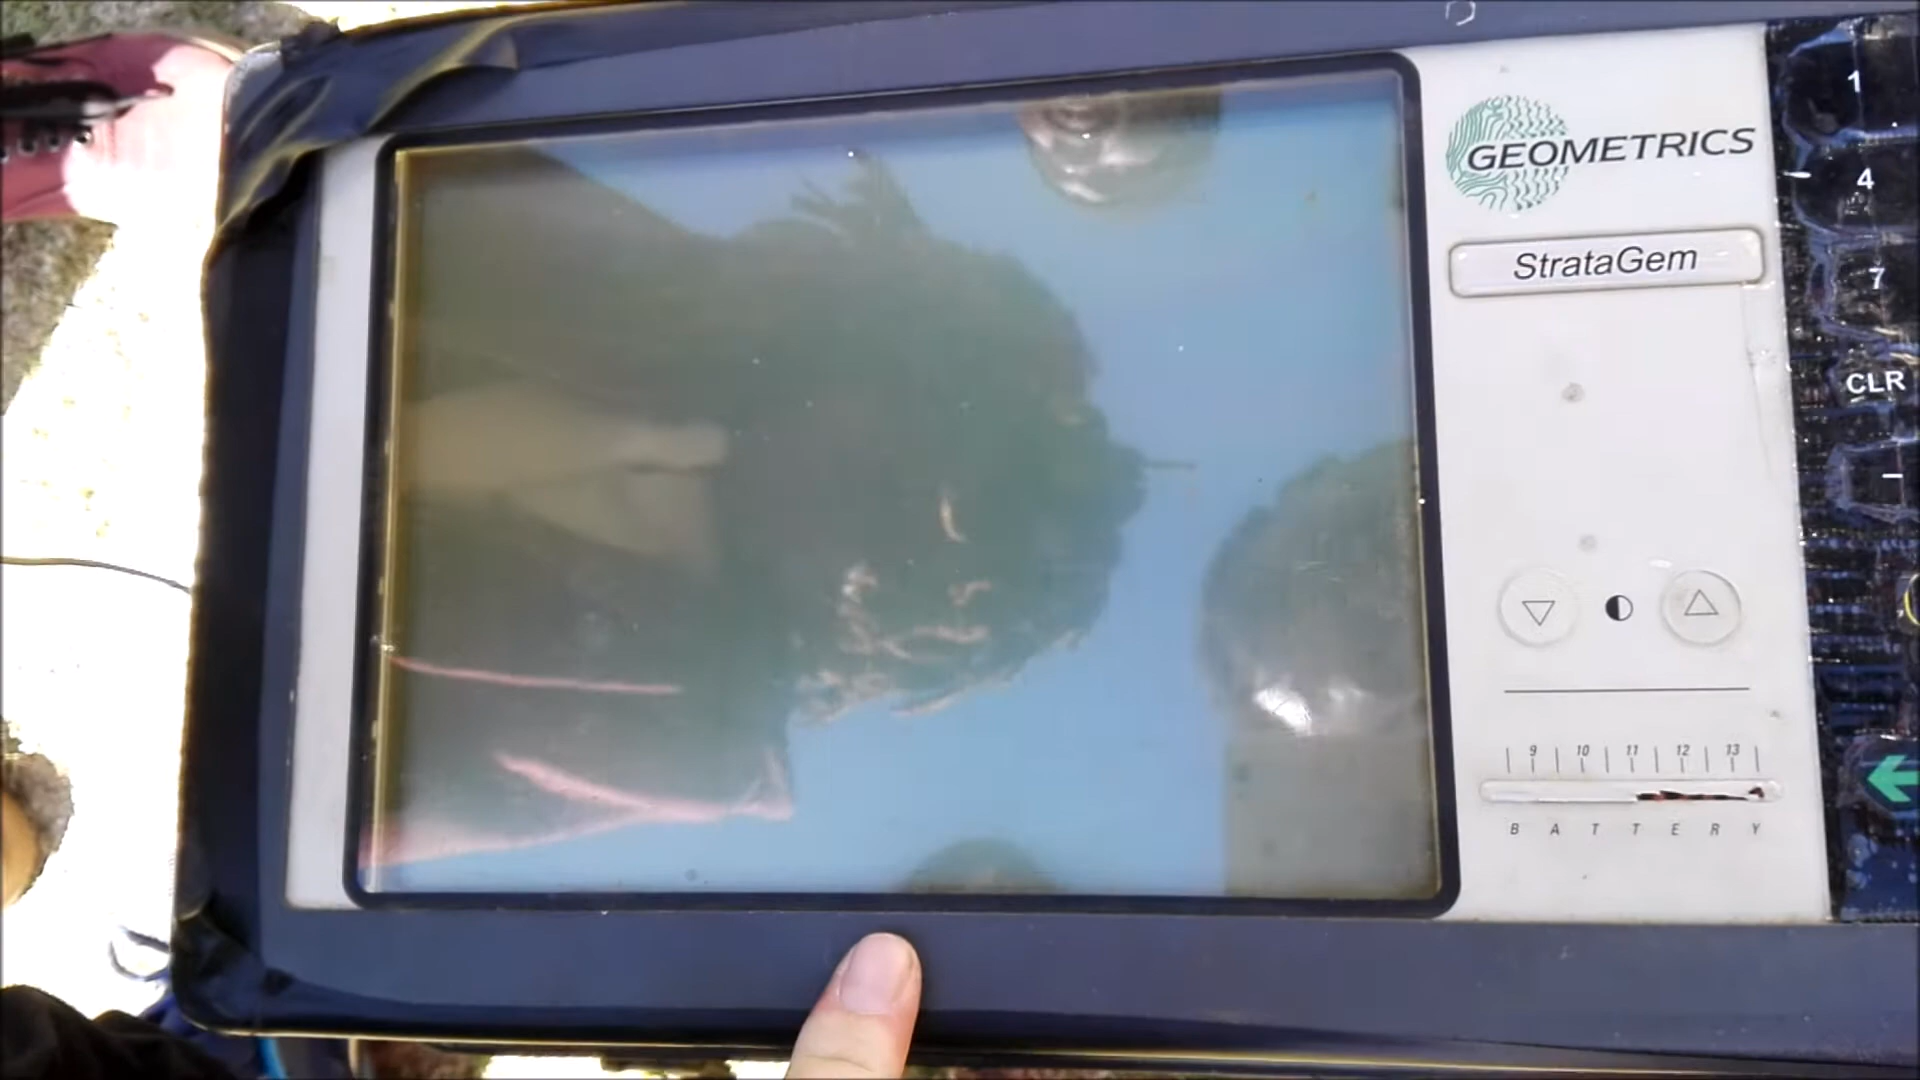 GEOMETRICS
StrataGem
9 10 11 12 13
BATTERY
1
4
7
CLR
–